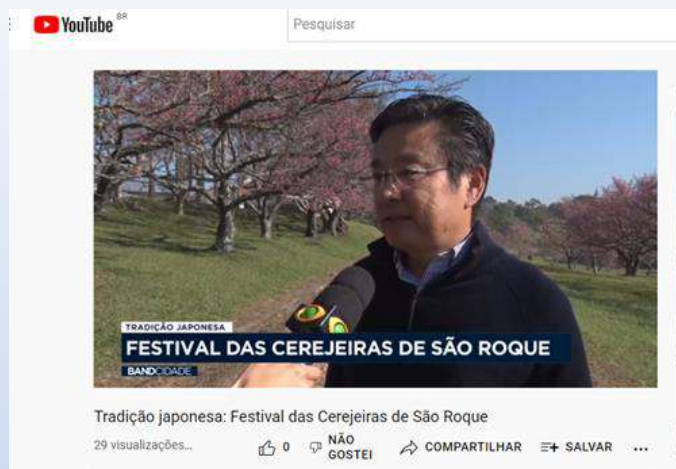 YouTube BR
Pesquisar
TRADIÇÃO JAPONESA
FESTIVAL DAS CEREJEIRAS DE SÃO ROQUE
BANDCIDADE
Tradição japonesa: Festival das Cerejeiras de São Roque
29 visualizações...
0
NÃO GOSTEI
COMPARTILHAR
SALVAR
...